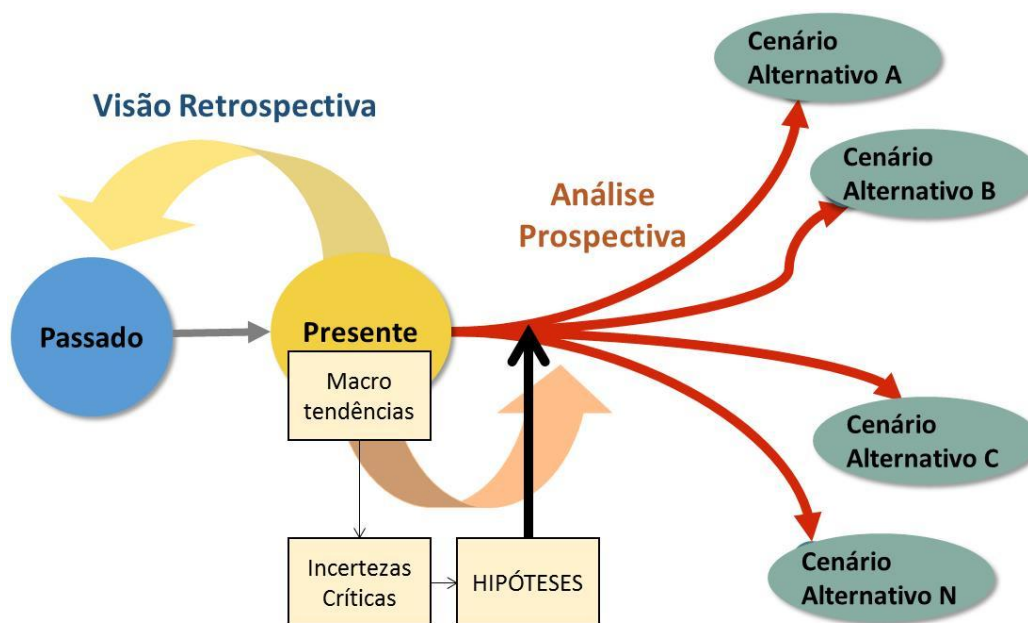 Cenário
Alternativo A
Visão Retrospectiva
Cenário
Alternativo B
Análise
Prospectiva
Passado
Presente
Macro
tendências
Cenário
Alternativo C
Incertezas
Críticas
HIPÓTESES
Cenário
Alternativo N